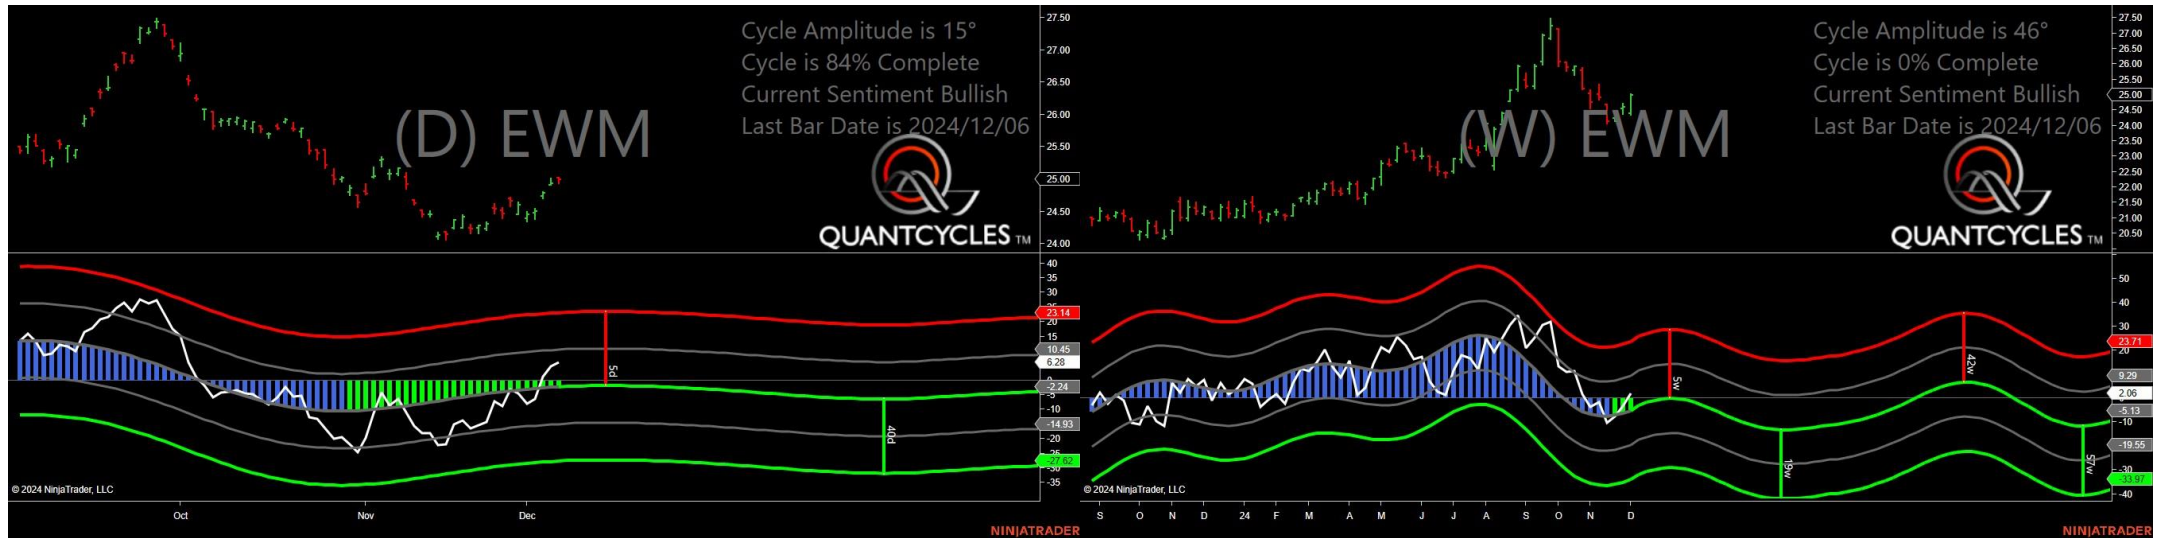 Cycle Amplitude is 15°
Cycle is 84% Complete
Current Sentiment Bullish
Last Bar Date is 2024/12/06
(D) EWM
QUANTCYCLES TM
27.50
27.00
26.50
26.00
25.50
25.00
24.50
24.00
40
35
30
23.14
20
15
10.45
6.28
-2.24
-5
-10
-14.93
-20
-27.62
-30
-35
5d
40d
© 2024 NinjaTrader, LLC
Oct
Nov
Dec
NINJATRADER
Cycle Amplitude is 46°
Cycle is 0% Complete
Current Sentiment Bullish
Last Bar Date is 2024/12/06
(W) EWM
QUANTCYCLES TM
27.50
27.00
26.50
26.00
25.50
25.00
24.50
24.00
23.50
23.00
22.50
22.00
21.50
21.00
20.50
50
40
30
23.71
20
9.29
2.06
-5.13
-10
-19.55
-30
-33.97
-40
5w
19w
42w
57w
© 2024 NinjaTrader, LLC
S O N D 24 F M A M J J A S O N D
NINJATRADER